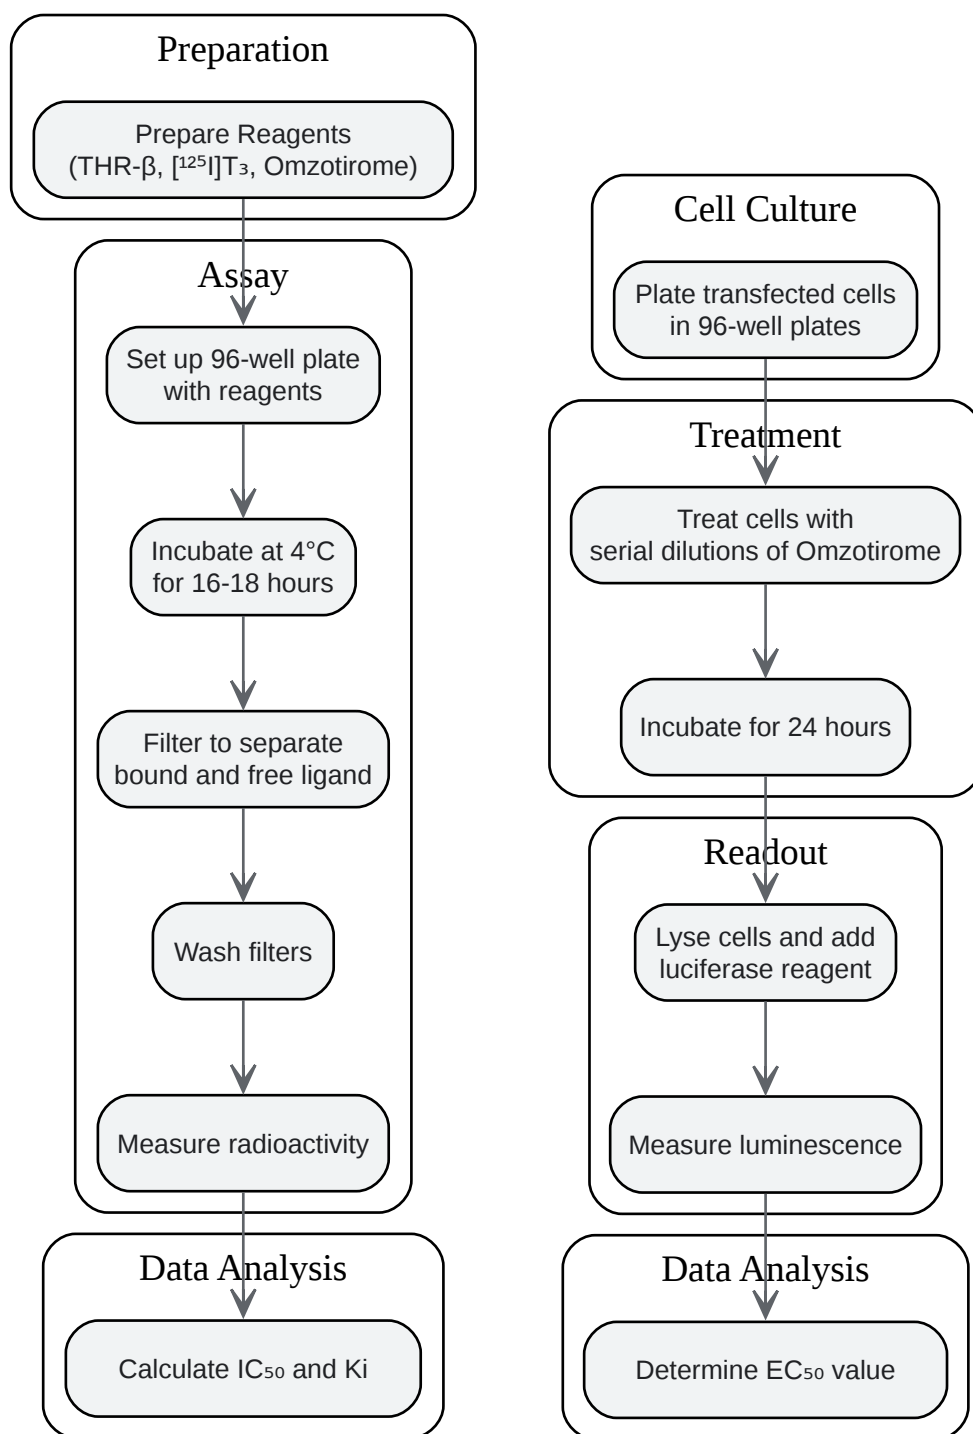 Preparation
Prepare Reagents
(THR-β, [¹²⁵I]T₃, Omzotirome)
Assay
Set up 96-well plate
with reagents
Incubate at 4°C
for 16-18 hours
Filter to separate
bound and free ligand
Wash filters
Measure radioactivity
Data Analysis
Calculate IC₅₀ and Ki
Cell Culture
Plate transfected cells
in 96-well plates
Treatment
Treat cells with
serial dilutions of Omzotirome
Incubate for 24 hours
Readout
Lyse cells and add
luciferase reagent
Measure luminescence
Data Analysis
Determine EC₅₀ value